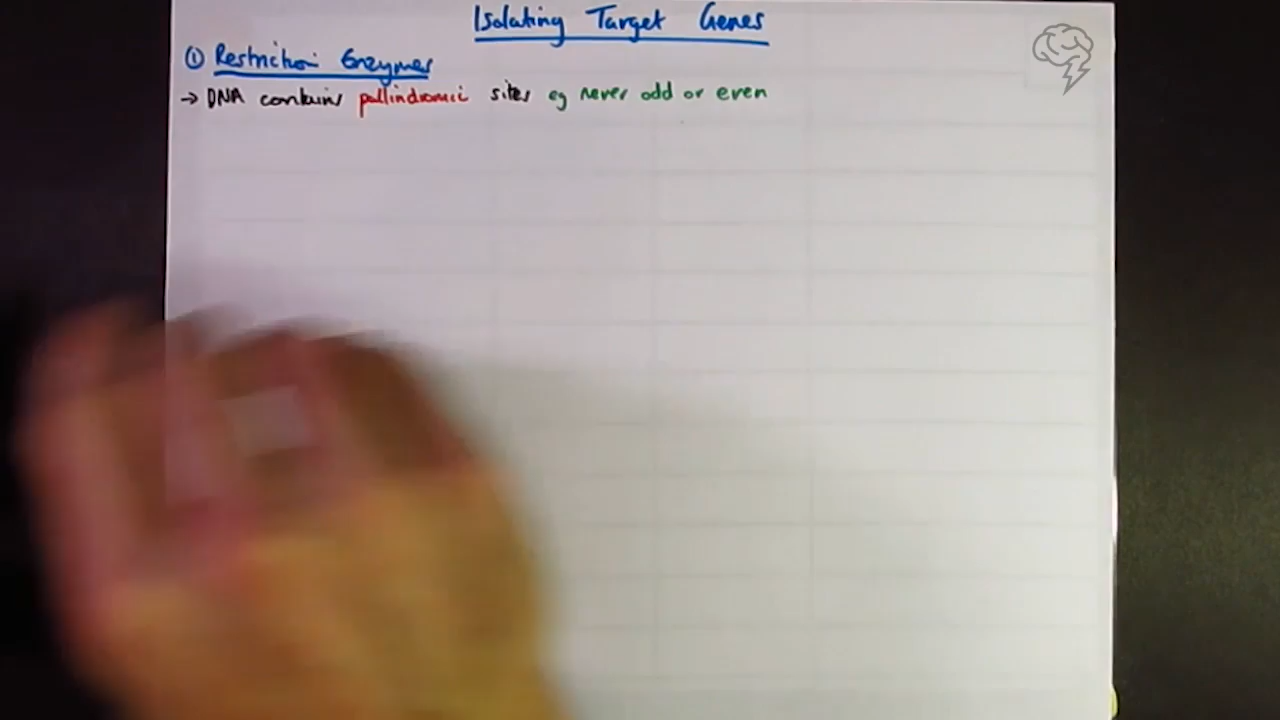 Isolating Target Genes
① Restriction Enzymes
→ DNA contains pallindromic sites eg never odd or even